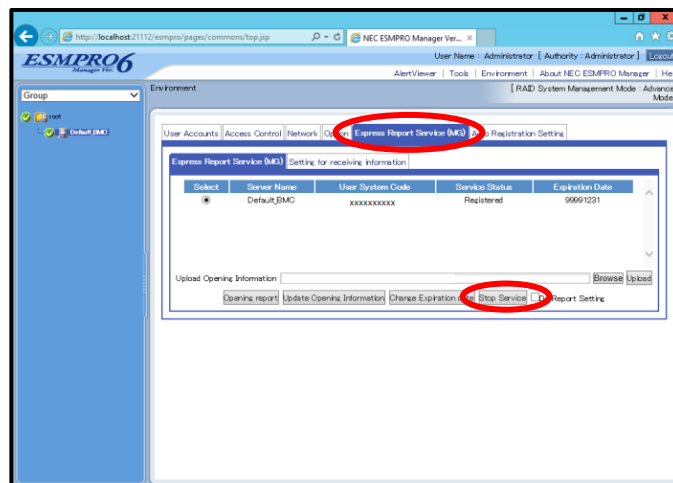 http://localhost:21112/esmpro/pages/commons/top.jsp
NEC ESMPRO Manager Ver... ×
ESMPRO6
Manager Ver.
User Name : Administrator [ Authority : Administrator ] Logout
AlertViewer | Tools | Environment | About NEC ESMPRO Manager | He
Group
Environment
[ RAID System Management Mode : Advance
Mode
root
Default_BMC
User Accounts Access Control Network Option Express Report Service (MG) Registration Setting
Express Report Service (MG) Setting for receiving information
Select Server Name User System Code Service Status Expiration Date
Default_BMC xxxxxxxxxx Registered 99991231
Upload Opening Information Browse Upload
Opening report Update Opening Information Change Expiration Stop Service Report Setting